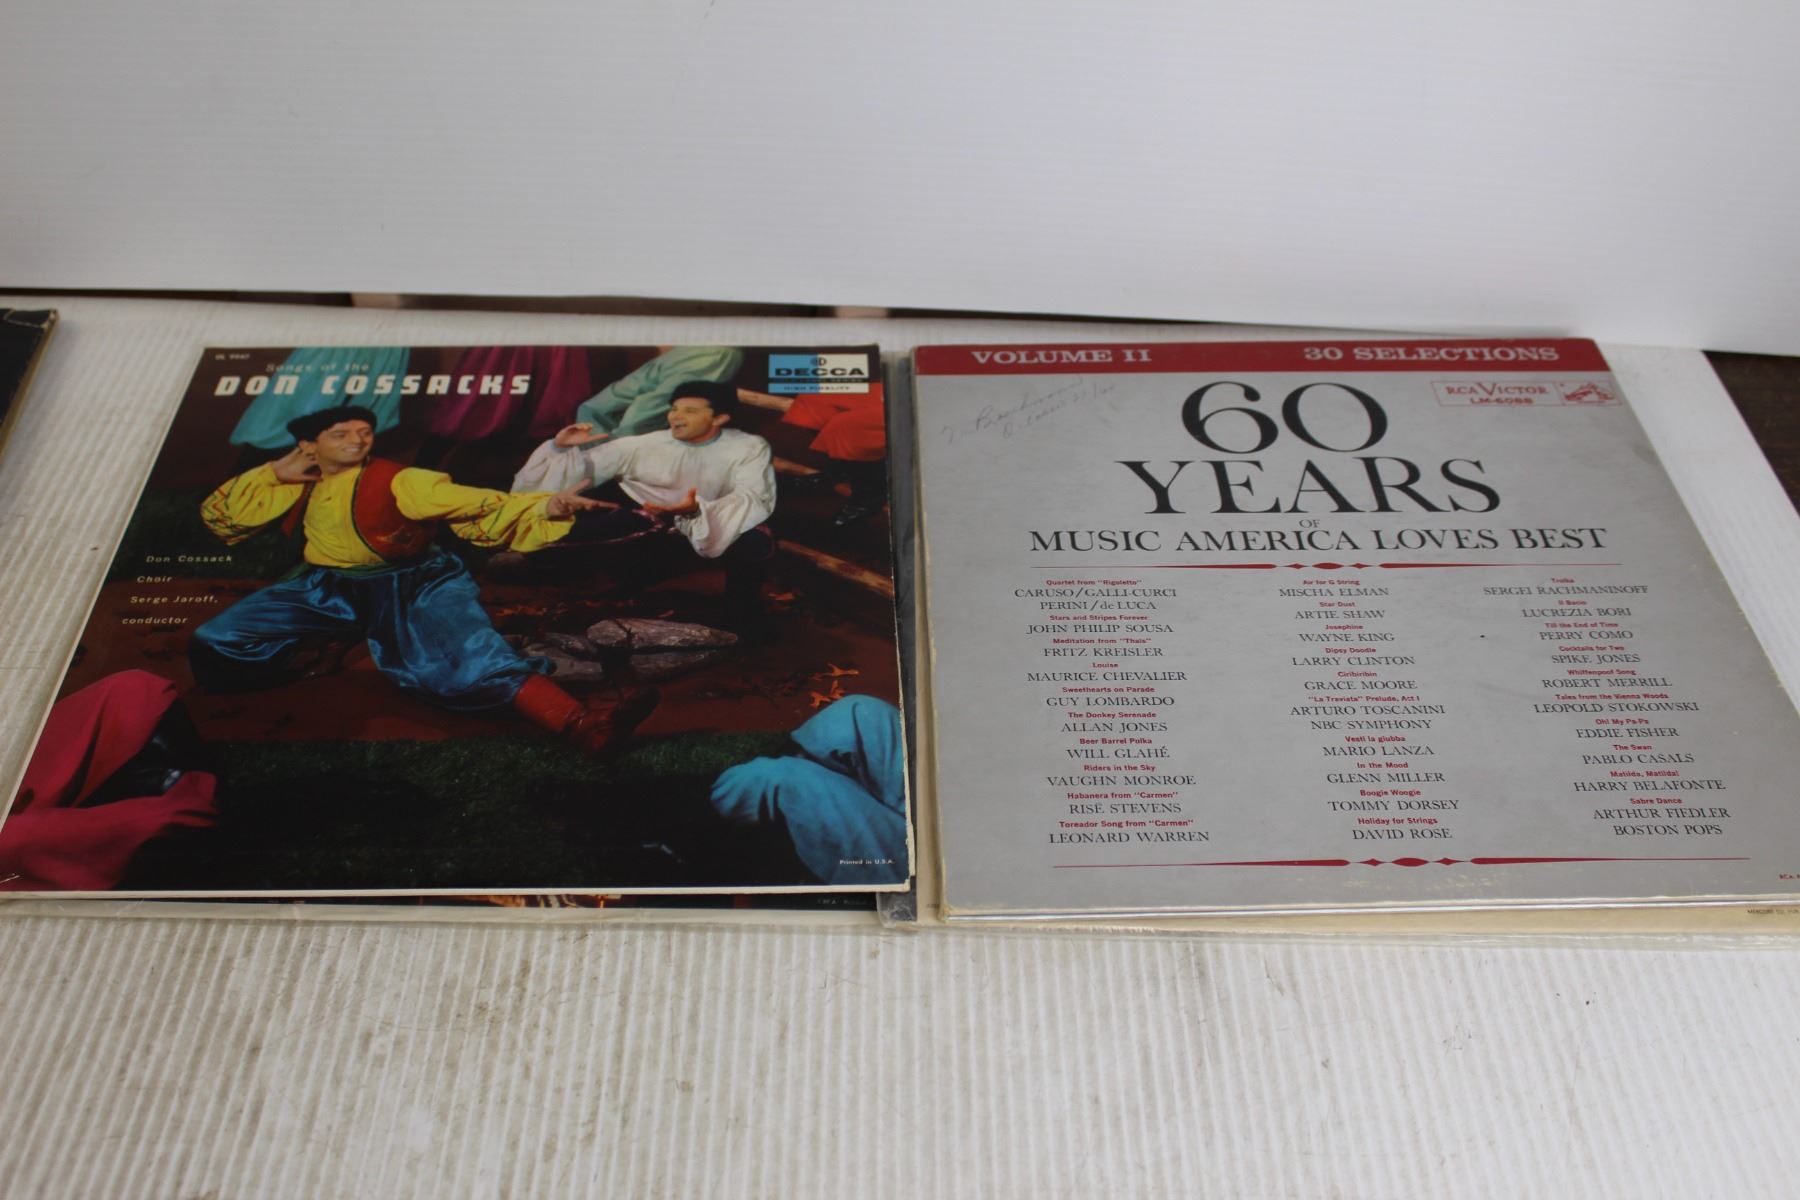 Songs of the
DON COSSACKS
DECCA
HIGH FIDELITY
Don Cossack
Choir
Serge Jaroff,
conductor
Printed in U.S.A.
VOLUME II 30 SELECTIONS
RCA VICTOR
LM-6088
60
YEARS
OF
MUSIC AMERICA LOVES BEST
Quartet from "Rigoletto"
CARUSO/GALLI-CURCI
PERINI/de LUCA
Stars and Stripes Forever
JOHN PHILIP SOUSA
Meditation from "Thais"
FRITZ KREISLER
Louise
MAURICE CHEVALIER
Sweethearts on Parade
GUY LOMBARDO
The Donkey Serenade
ALLAN JONES
Beer Barrel Polka
WILL GLAHÉ
Riders in the Sky
VAUGHN MONROE
Habanera from "Carmen"
RISË STEVENS
Toreador Song from "Carmen"
LEONARD WARREN
Air for G String
MISCHA ELMAN
Star Dust
ARTIE SHAW
Josephine
WAYNE KING
Dipsy Doodle
LARRY CLINTON
Ciribiribin
GRACE MOORE
"La Traviata" Prelude, Act I
ARTURO TOSCANINI
NBC SYMPHONY
Vesti la giubba
MARIO LANZA
In the Mood
GLENN MILLER
Boogie Woogie
TOMMY DORSEY
Holiday for Strings
DAVID ROSE
Troika
SERGEI RACHMANINOFF
Il Bacio
LUCREZIA BORI
Till the End of Time
PERRY COMO
Cocktails for Two
SPIKE JONES
Whiffenpoof Song
ROBERT MERRILL
Tales from the Vienna Woods
LEOPOLD STOKOWSKI
Oh! My Pa-Pa
EDDIE FISHER
The Swan
PABLO CASALS
Matilda, Matilda!
HARRY BELAFONTE
Sabre Dance
ARTHUR FIEDLER
BOSTON POPS
RCA